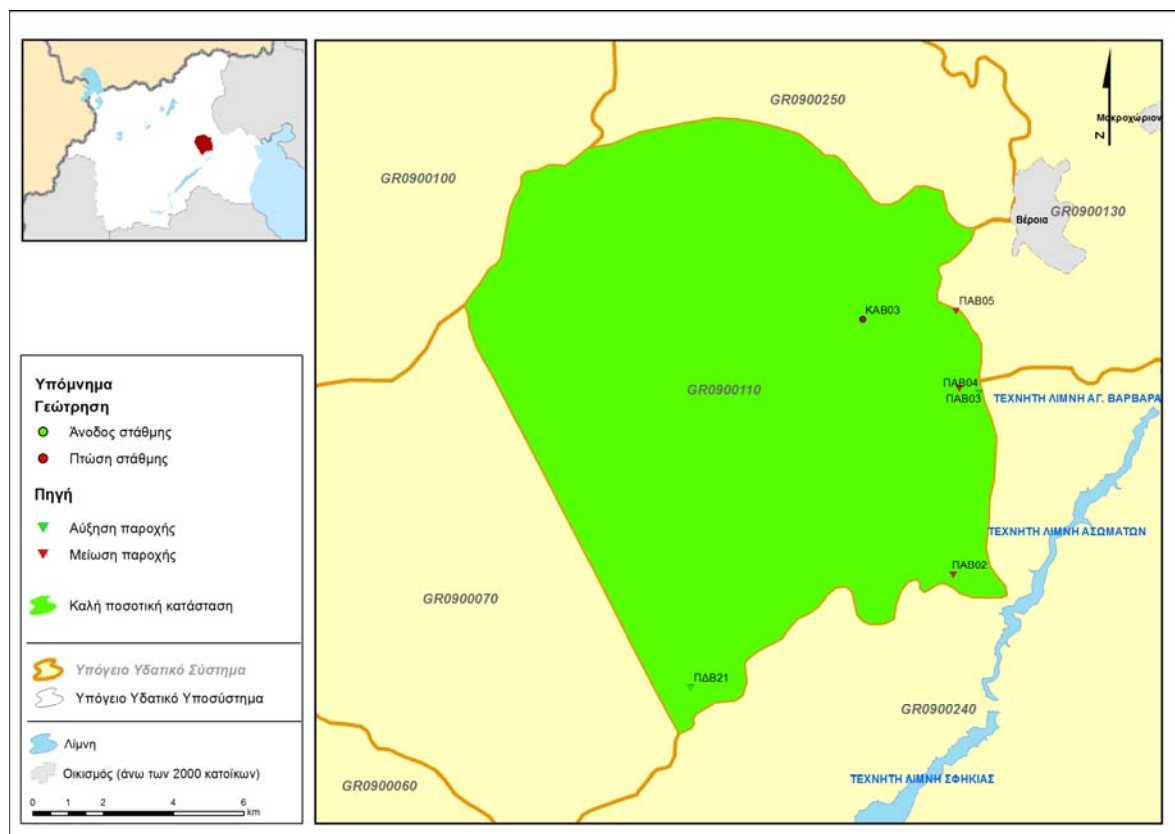 GR0900250
Μακροχώριον
Z
GR0900100
GR0900130
Βέροια
ΠΑΒ05
ΚΑΒ03
ΠΑΒ04
ΠΑΒ03
GR0900110
ΤΕΧΝΗΤΗ ΛΙΜΝΗ ΑΓ. ΒΑΡΒΑΡΑ
ΤΕΧΝΗΤΗ ΛΙΜΝΗ ΑΣΩΜΑΤΩΝ
ΠΑΒ02
GR0900070
ΠΔΒ21
GR0900240
ΤΕΧΝΗΤΗ ΛΙΜΝΗ ΣΦΗΚΙΑΣ
GR0900060
Υπόμνημα
Γεώτρηση
Άνοδος στάθμης
Πτώση στάθμης
Πηγή
Αύξηση παροχής
Μείωση παροχής
Καλή ποσοτική κατάσταση
Υπόγειο Υδατικό Σύστημα
Υπόγειο Υδατικό Υποσύστημα
Λίμνη
Οικισμός (άνω των 2000 κατοίκων)
0 1 2 4 6
km